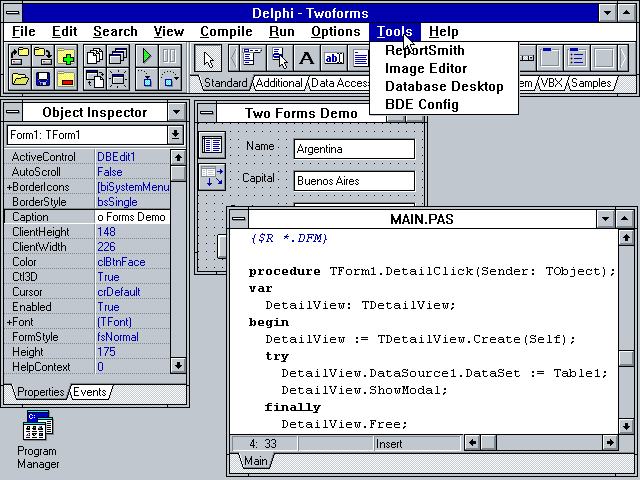 Delphi - Twoforms
File Edit Search View Compile Run Options Tools Help
ReportSmith
Image Editor
Database Desktop
BDE Config
Standard Additional Data Access VBX Samples
Object Inspector
Form1: TForm1
ActiveControl DBEdit1
AutoScroll False
+BorderIcons [biSystemMenu
BorderStyle bsSingle
Caption o Forms Demo
ClientHeight 148
ClientWidth 226
Color clBtnFace
Ctl3D True
Cursor crDefault
Enabled True
+Font (TFont)
FormStyle fsNormal
Height 175
HelpContext 0
Properties Events
Two Forms Demo
Name Argentina
Capital Buenos Aires
MAIN.PAS
{$R *.DFM}
procedure TForm1.DetailClick(Sender: TObject);
var
DetailView: TDetailView;
begin
DetailView := TDetailView.Create(Self);
try
DetailView.DataSource1.DataSet := Table1;
DetailView.ShowModal;
finally
DetailView.Free;
4: 33 Insert
Main
Program
Manager